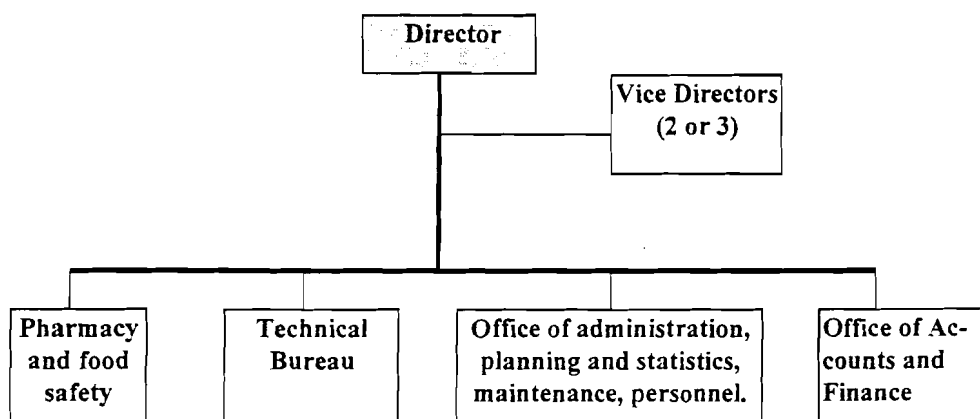 Director
Vice Directors
(2 or 3)
Pharmacy
and food
safety
Technical
Bureau
Office of administration,
planning and statistics,
maintenance, personnel.
Office of Ac-
counts and
Finance